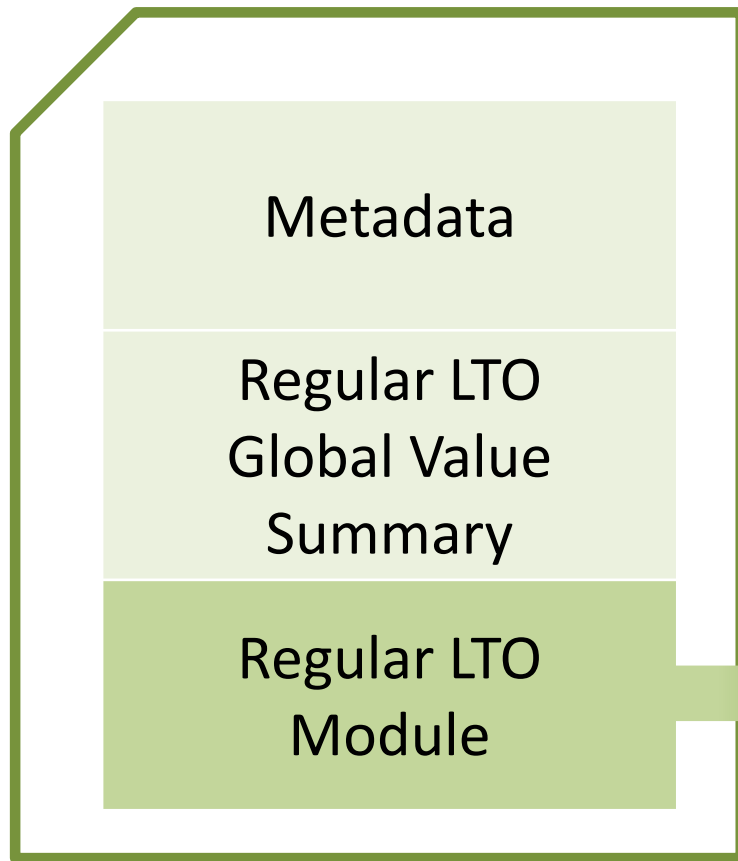 Metadata
Regular LTO
Global Value
Summary
Regular LTO
Module